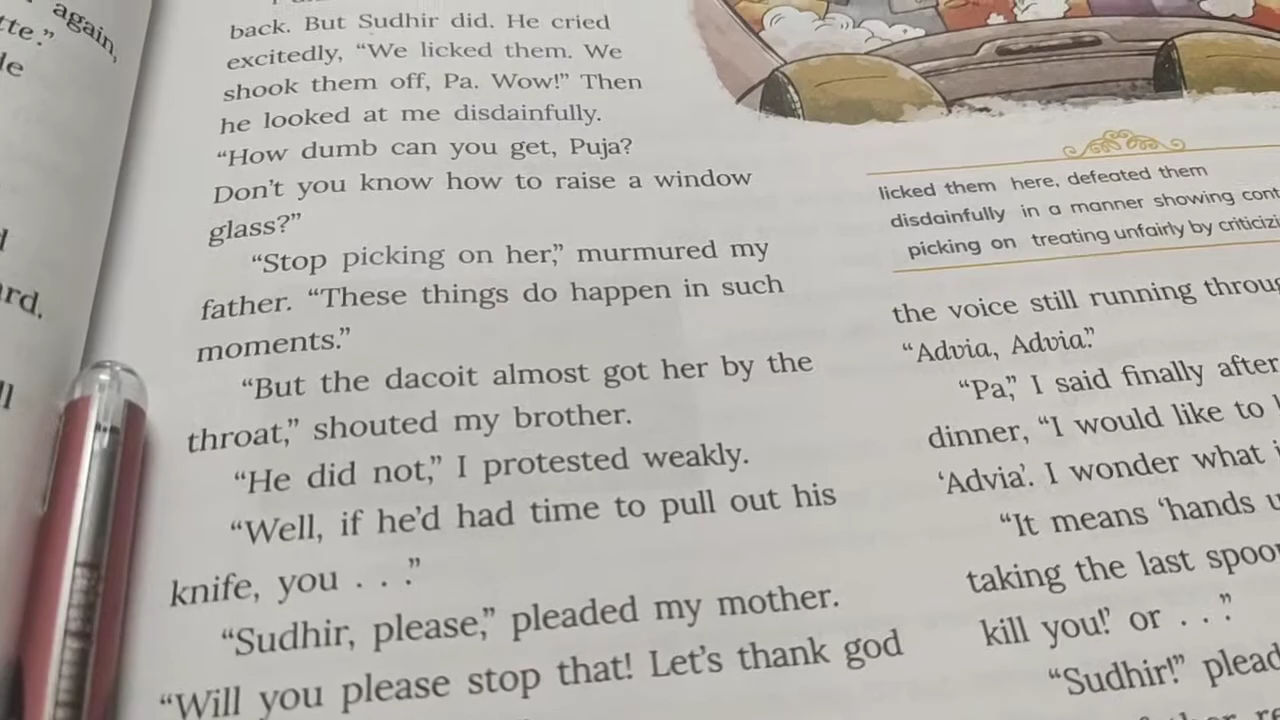 again,
tte.”
back. But Sudhir did. He cried
excitedly, “We licked them. We
shook them off, Pa. Wow!” Then
he looked at me disdainfully.
“How dumb can you get, Puja?
Don’t you know how to raise a window
glass?”
“Stop picking on her,” murmured my
father. “These things do happen in such
moments.”
“But the dacoit almost got her by the
throat,” shouted my brother.
“He did not,” I protested weakly.
“Well, if he’d had time to pull out his
knife, you . . .”
“Sudhir, please,” pleaded my mother.
“Will you please stop that! Let’s thank god
licked them here, defeated them
disdainfully in a manner showing cont
picking on treating unfairly by criticizi
the voice still running throug
“Advia, Advia.”
“Pa,” I said finally after
dinner, “I would like to
‘Advia’. I wonder what i
“It means ‘hands u
taking the last spoo
kill you!’ or . . .”
“Sudhir!” plead